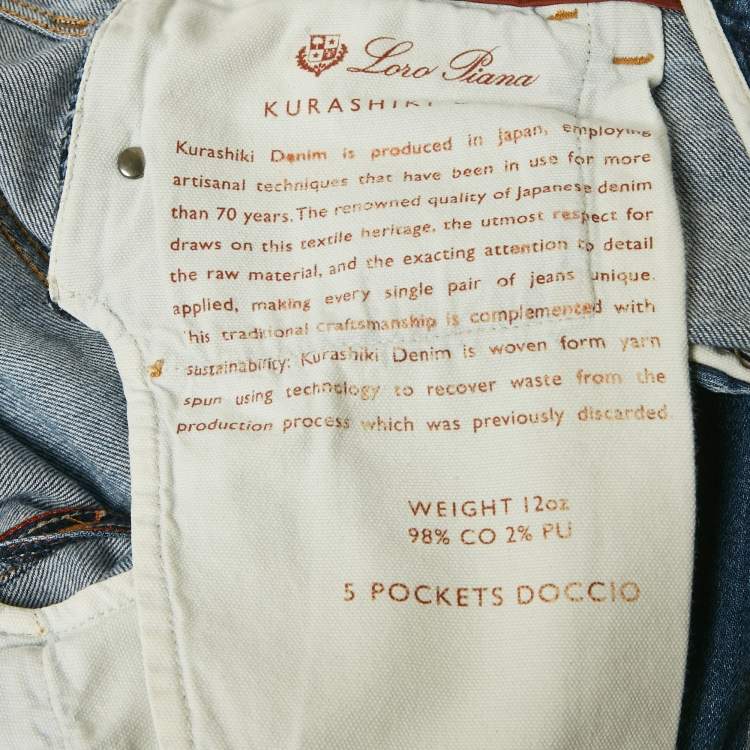 Loro Piana
KURASHIKI
Kurashiki Denim is produced in Japan, employing
artisanal techniques that have been in use for more
than 70 years. The renowned quality of Japanese denim
draws on this textile heritage, the utmost respect for
the raw material, and the exacting attention to detail
applied, making every single pair of jeans unique.
his traditional craftsmanship is complemented with
sustainability: Kurashiki Denim is woven form yarn
spun using technology to recover waste from the
production process which was previously discarded
WEIGHT 12oz
98% CO 2% PU
5 POCKETS DOCCIO